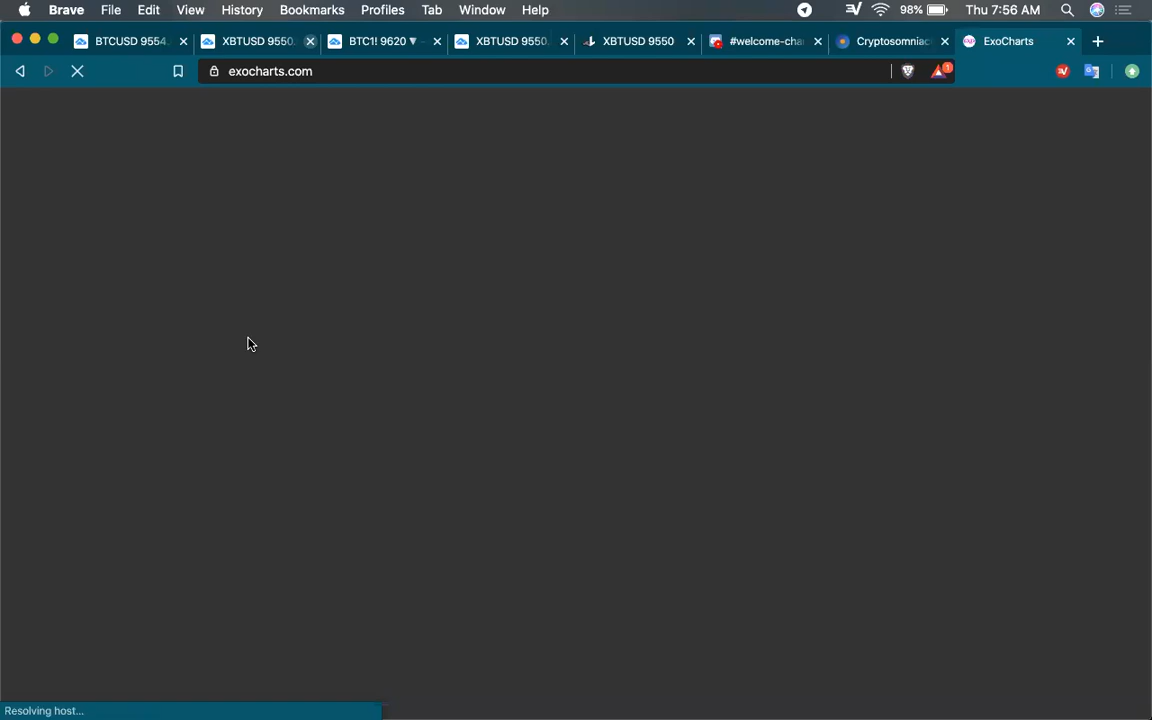 Brave File Edit View History Bookmarks Profiles Tab Window Help 98% Thu 7:56 AM
BTCUSD 9554. XBTUSD 9550. BTC1! 9620 ▼ XBTUSD 9550. XBTUSD 9550 #welcome-cha Cryptosomniac ExoCharts
exocharts.com 1
Resolving host...